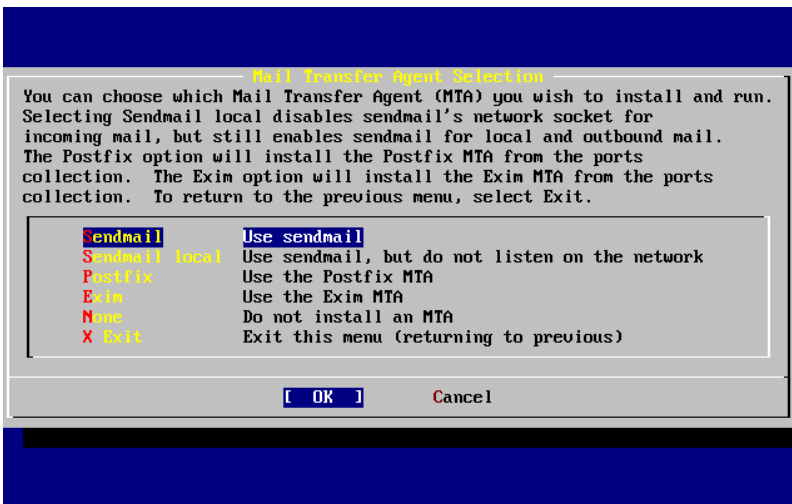 Mail Transfer Agent Selection
You can choose which Mail Transfer Agent (MTA) you wish to install and run.
Selecting Sendmail local disables sendmail's network socket for
incoming mail, but still enables sendmail for local and outbound mail.
The Postfix option will install the Postfix MTA from the ports
collection.  The Exim option will install the Exim MTA from the ports
collection.  To return to the previous menu, select Exit.
Sendmail Use sendmail
Sendmail local Use sendmail, but do not listen on the network
Postfix Use the Postfix MTA
Exim Use the Exim MTA
None Do not install an MTA
X Exit Exit this menu (returning to previous)
[ OK ] Cancel